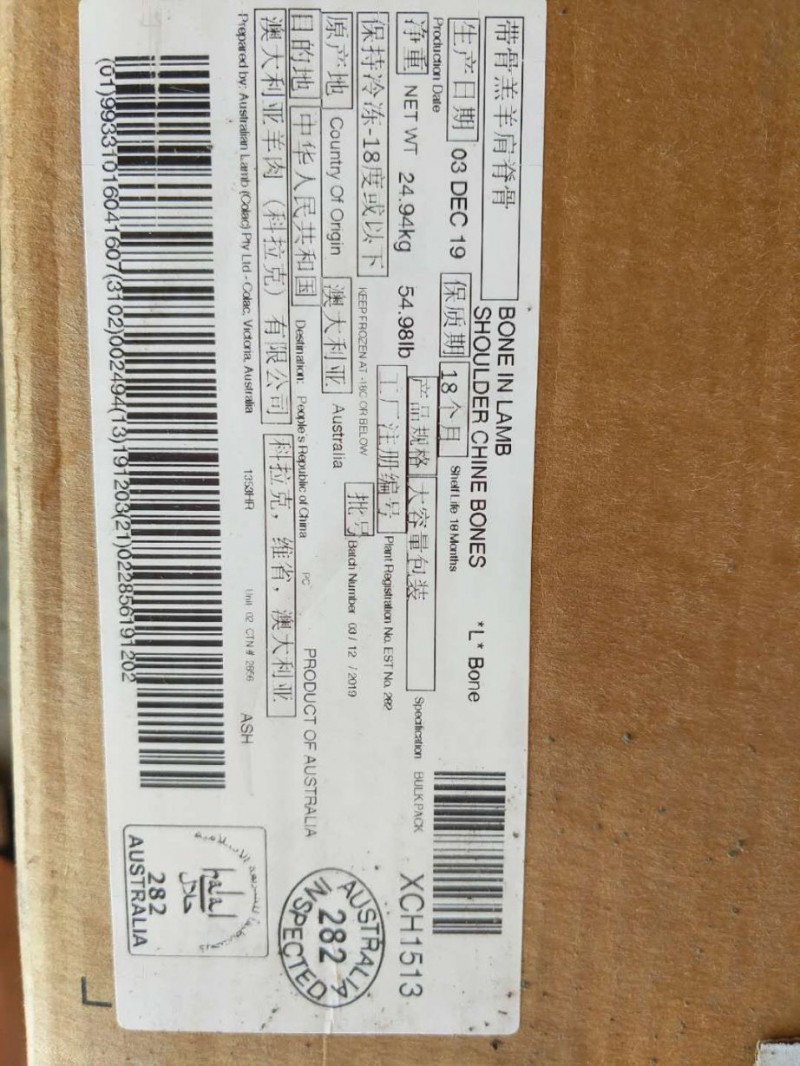 带骨羔羊肩脊骨
BONE IN LAMB
SHOULDER CHINE BONES *L* Bone
生产日期 03 DEC 19 保质期 18个月 Shelf Life 18 Months
Production Date
产品规格 大容量包装 Specification BULK PACK XCH1513
净重 NET WT 24.94kg 54.98lb
工厂注册编号 Plant Registration No. EST No. 282
保持冷冻-18度或以下 KEEP FROZEN AT -18C OR BELOW
批号 Batch Number 03 / 12 / 2019
原产地 Country Of Origin 澳大利亚 Australia
目的地 中华人民共和国 Destination: People's Republic of China PC PRODUCT OF AUSTRALIA
澳大利亚羊肉（科拉克）有限公司 科拉克，维省，澳大利亚
Prepared by: Australian Lamb (Colac) Pty Ltd - Colac, Victoria, Australia 1353HR Unit 02 CTN# 2856 ASH
(01)99331016041607(3102)002494(13)191203(21)022856191202
AUSTRALIA
282
INSPECTED
halal
حلال
282
AUSTRALIA